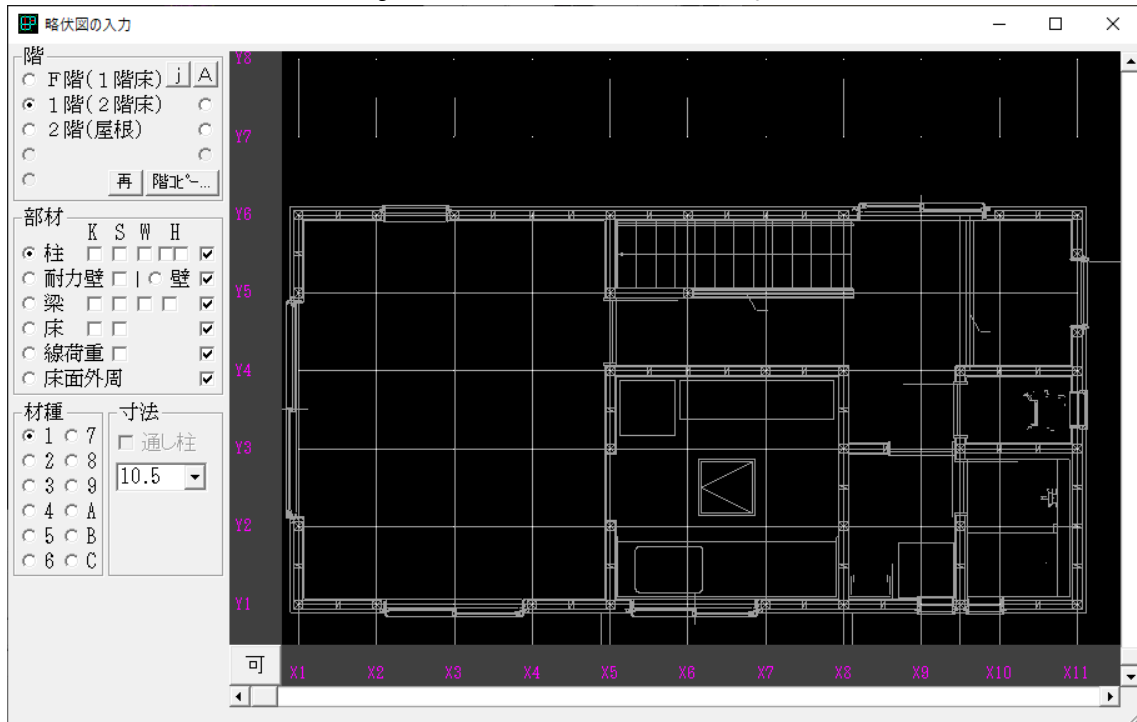 略伏図の入力
階
F階(1階床) j A
1階(2階床)
2階(屋根)
再 階ｺﾋﾟｰ...
部材
K S W H
柱
耐力壁 | 壁
梁
床
線荷重
床面外周
材種
1 7
2 8
3 9
4 A
5 B
6 C
寸法
通し柱
10.5
Y8
Y7
Y6
Y5
Y4
Y3
Y2
Y1
可 X1 X2 X3 X4 X5 X6 X7 X8 X9 X10 X11